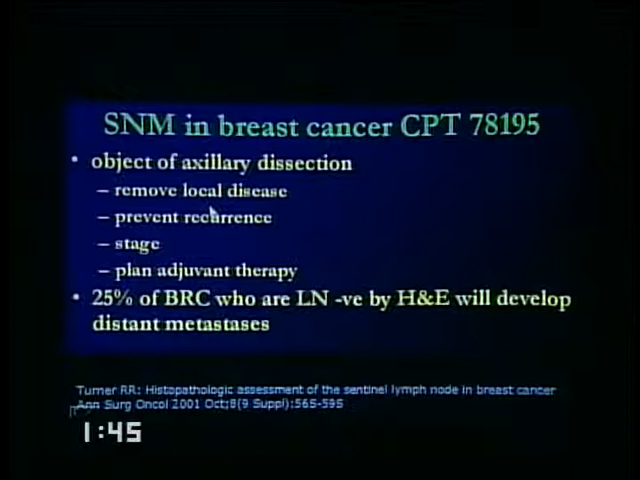 SNM in breast cancer CPT 78195
• object of axillary dissection
– remove local disease
– prevent recurrence
– stage
– plan adjuvant therapy
• 25% of BRC who are LN -ve by H&E will develop
distant metastases
Turner RR: Histopathologic assessment of the sentinel lymph node in breast cancer
Ann Surg Oncol 2001 Oct;8(9 Suppl):56S-59S
1:45